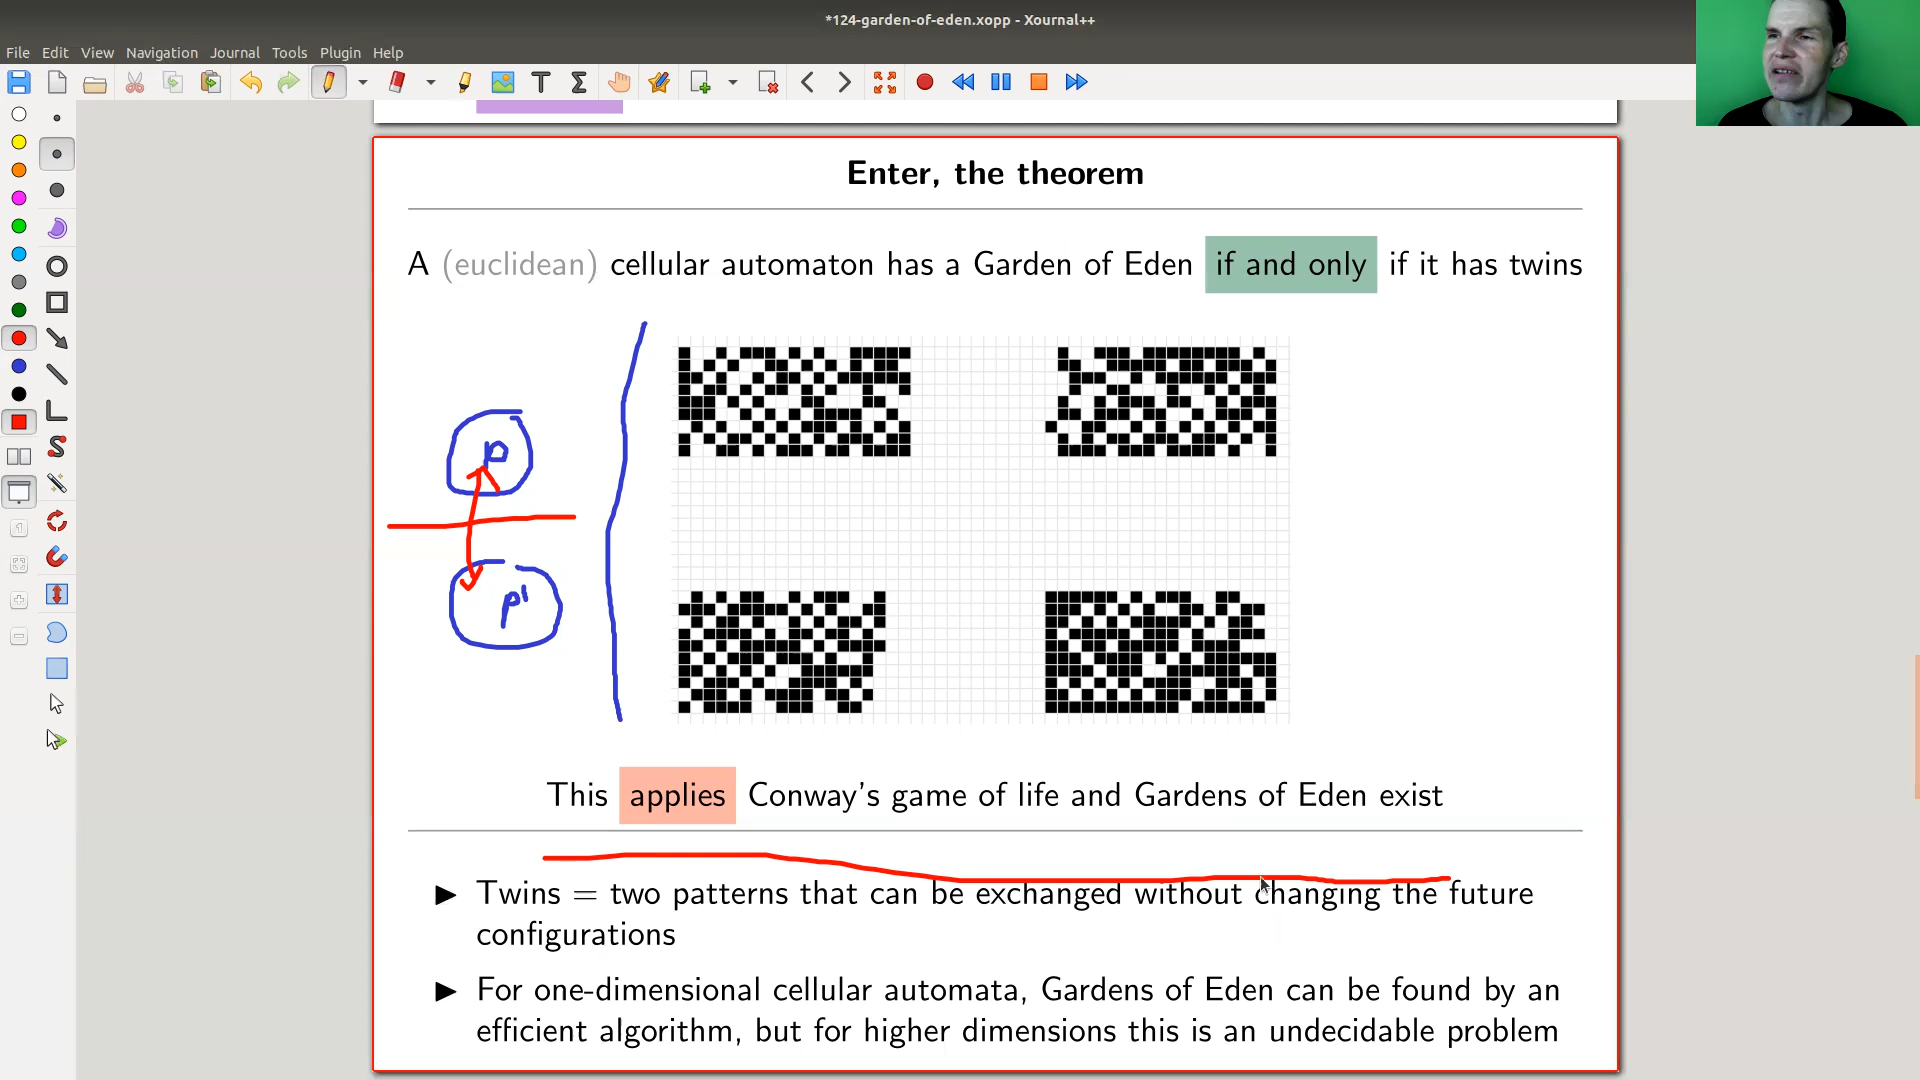 *124-garden-of-eden.xopp - Xournal++
File Edit View Navigation Journal Tools Plugin Help
Enter, the theorem
A (euclidean) cellular automaton has a Garden of Eden if and only if it has twins
p
p'
This applies Conway's game of life and Gardens of Eden exist
► Twins = two patterns that can be exchanged without changing the future
configurations
► For one-dimensional cellular automata, Gardens of Eden can be found by an
efficient algorithm, but for higher dimensions this is an undecidable problem